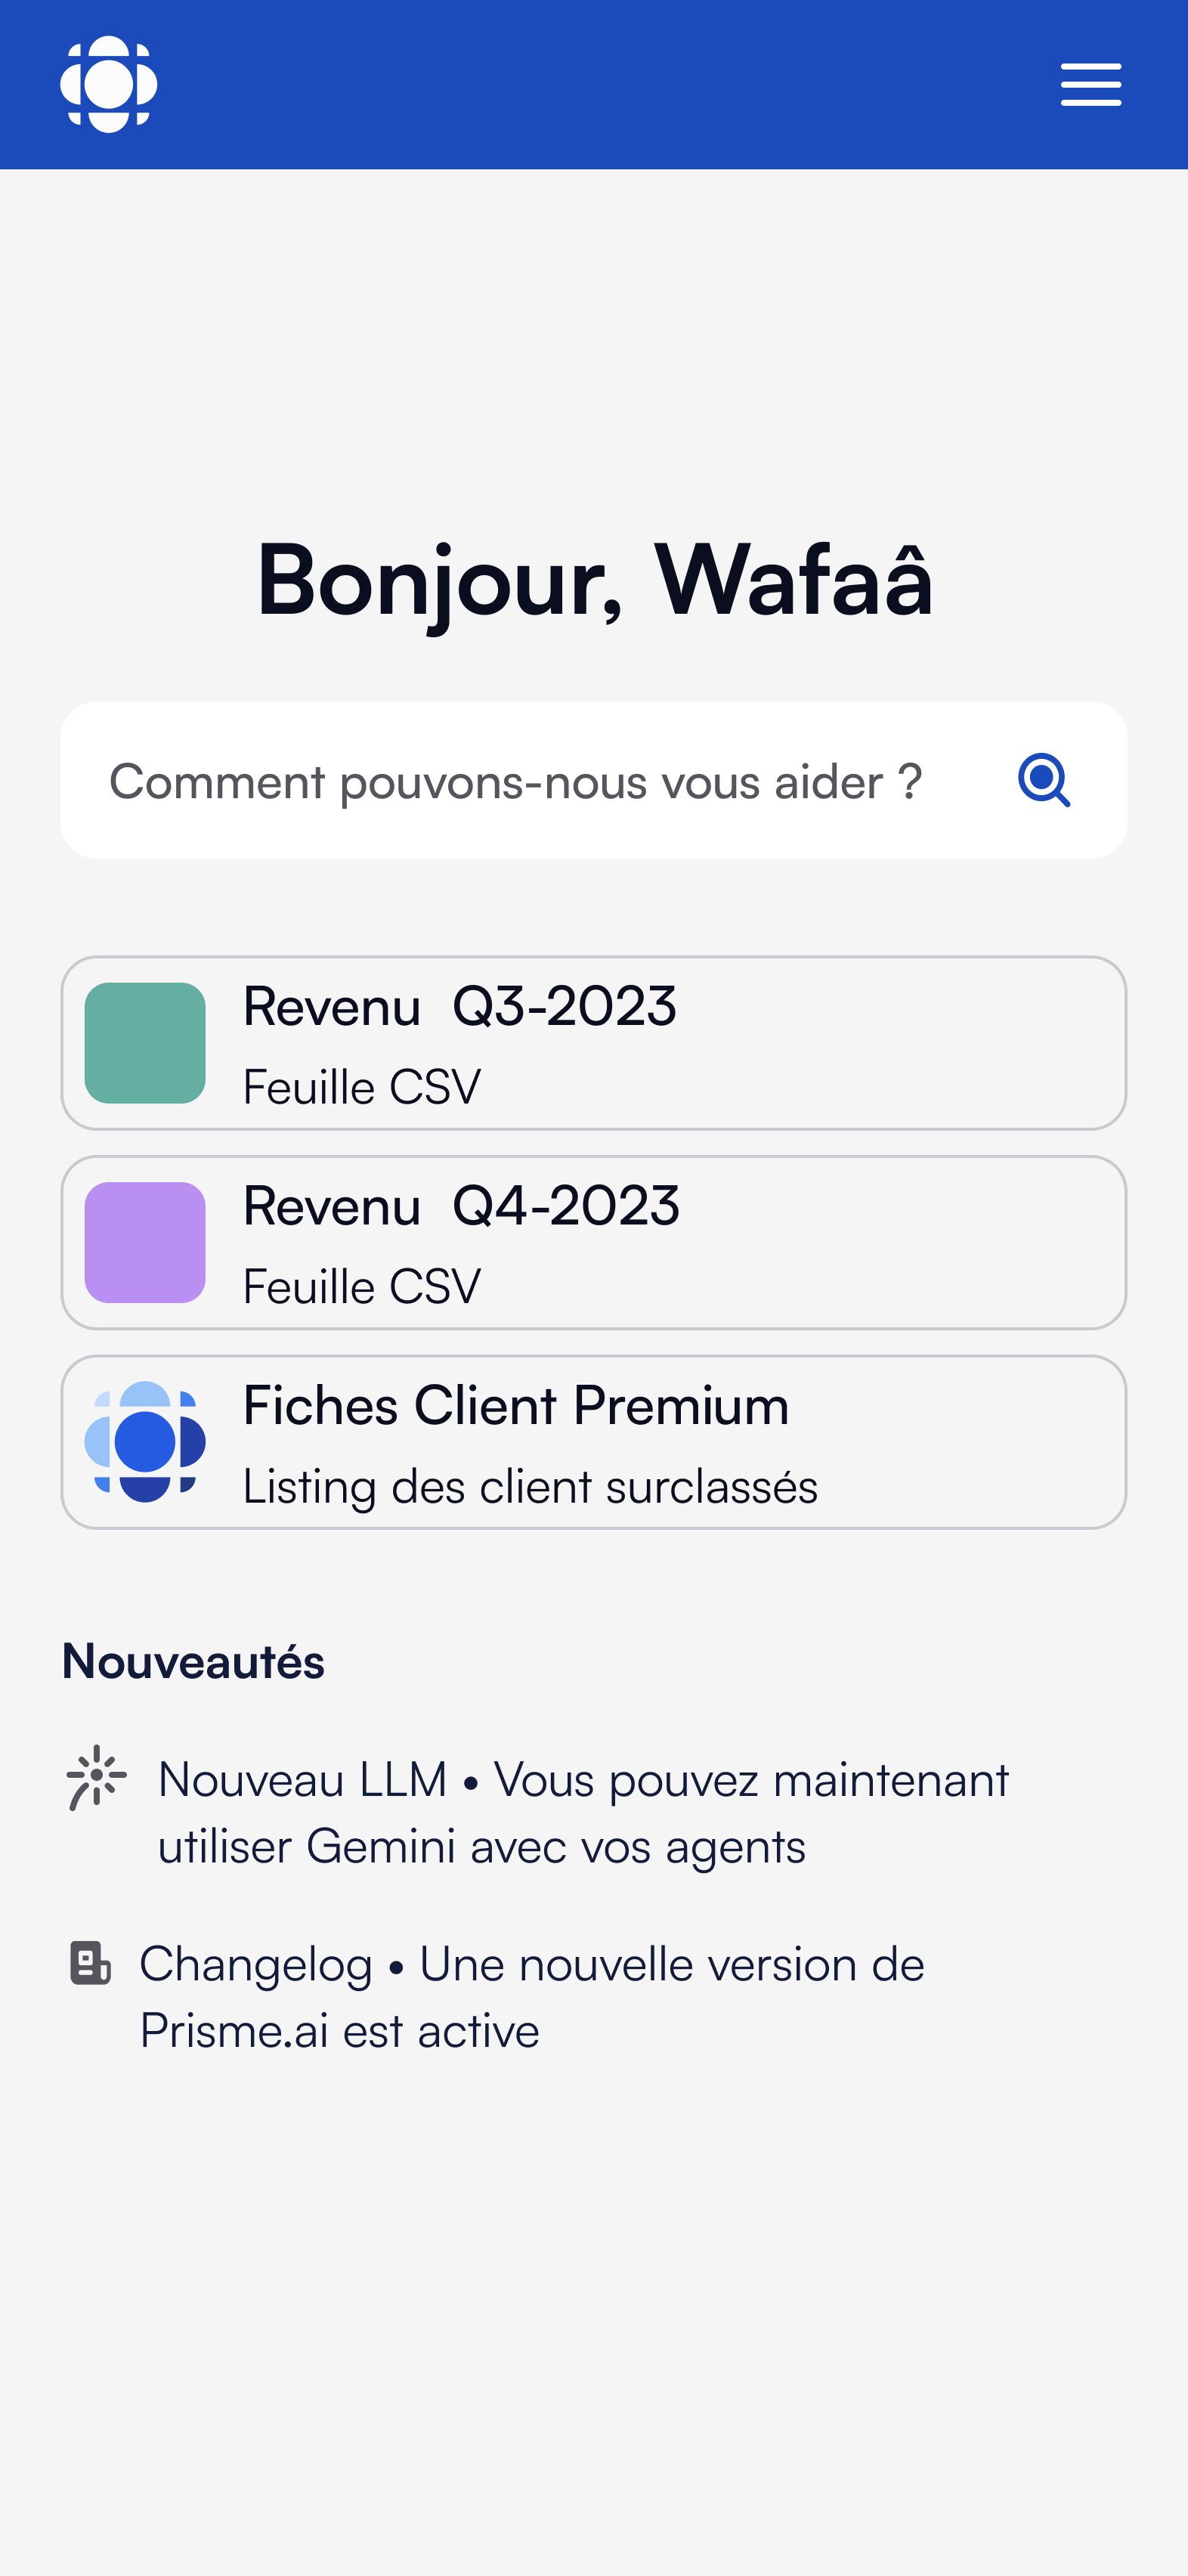 Bonjour, Wafaâ
Comment pouvons-nous vous aider ?
Revenu  Q3-2023
Feuille CSV
Revenu  Q4-2023
Feuille CSV
Fiches Client Premium
Listing des client surclassés
Nouveautés
Nouveau LLM • Vous pouvez maintenant
utiliser Gemini avec vos agents
Changelog • Une nouvelle version de
Prisme.ai est active